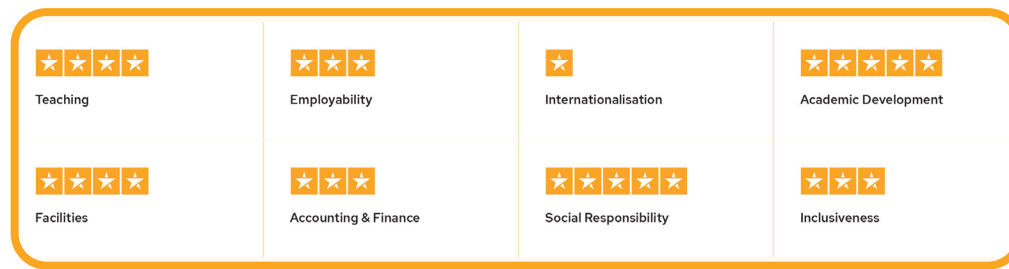 Teaching
Employability
Internationalisation
Academic Development
Facilities
Accounting & Finance
Social Responsibility
Inclusiveness